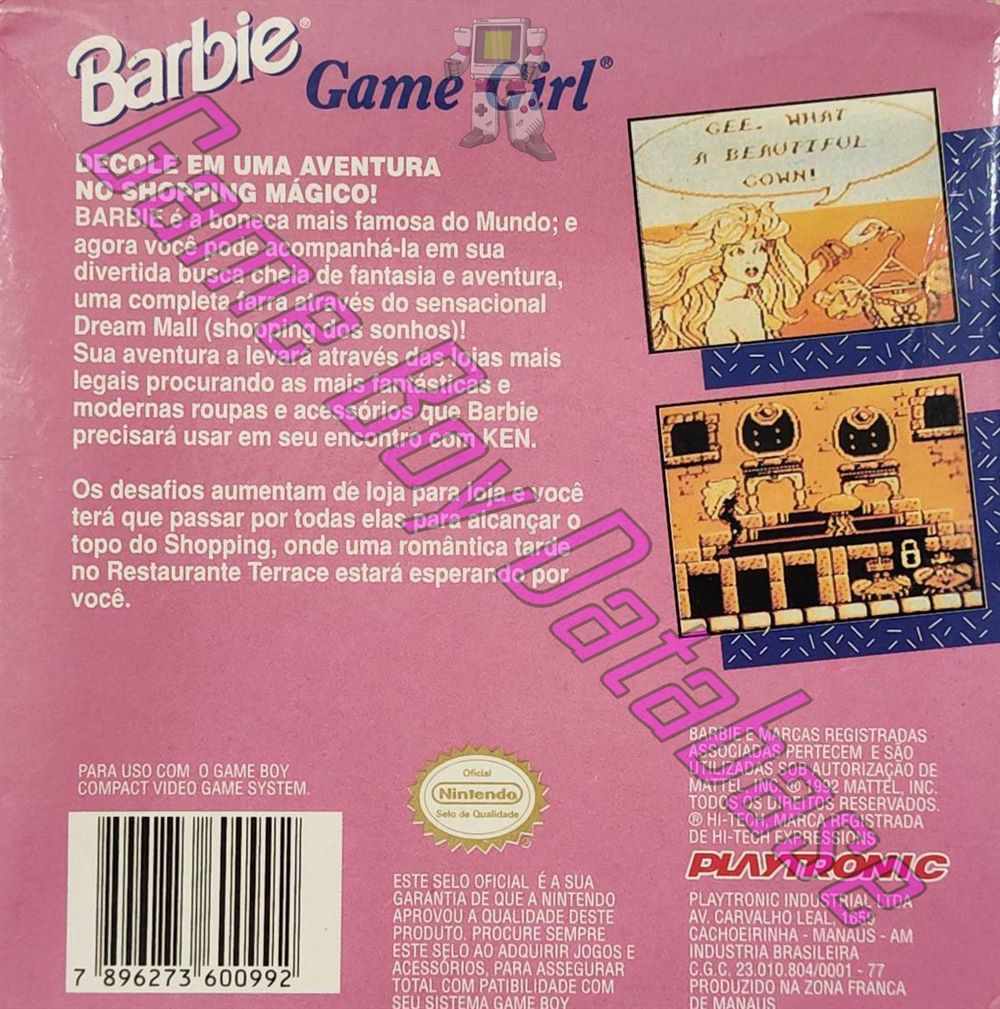 Barbie®
Game Girl®
DECOLE EM UMA AVENTURA
NO SHOPPING MÁGICO!
BARBIE é a boneca mais famosa do Mundo; e
agora você pode acompanhá-la em sua
divertida busca cheia de fantasia e aventura,
uma completa farra através do sensacional
Dream Mall (shopping dos sonhos)!
Sua aventura a levará através das lojas mais
legais procurando as mais fantásticas e
modernas roupas e acessórios que Barbie
precisará usar em seu encontro com KEN.
Os desafios aumentam de loja para loja e você
terá que passar por todas elas para alcançar o
topo do Shopping, onde uma romântica tarde
no Restaurante Terrace estará esperando por
você.
GEE, WHAT
A BEAUTIFUL
GOWN!
8
Game Boy Database
PARA USO COM O GAME BOY
COMPACT VIDEO GAME SYSTEM.
7 896273 600992
Oficial
Nintendo
Selo de Qualidade
ESTE SELO OFICIAL É A SUA
GARANTIA DE QUE A NINTENDO
APROVOU A QUALIDADE DESTE
PRODUTO. PROCURE SEMPRE
ESTE SELO AO ADQUIRIR JOGOS E
ACESSÓRIOS, PARA ASSEGURAR
TOTAL COM PATIBILIDADE COM
SEU SISTEMA GAME BOY
BARBIE E MARCAS REGISTRADAS
ASSOCIADAS PERTECEM E SÃO
UTILIZADAS SOB AUTORIZAÇÃO DE
MATTEL, INC. © 1992 MATTEL, INC.
TODOS OS DIREITOS RESERVADOS.
® HI-TECH, MARCA REGISTRADA
DE HI-TECH EXPRESSIONS
PLAYTRONIC
PLAYTRONIC INDUSTRIAL LTDA
AV. CARVALHO LEAL, 1659
CACHOEIRINHA - MANAUS - AM
INDUSTRIA BRASILEIRA
C.G.C. 23.010.804/0001 - 77
PRODUZIDO NA ZONA FRANCA
DE MANAUS